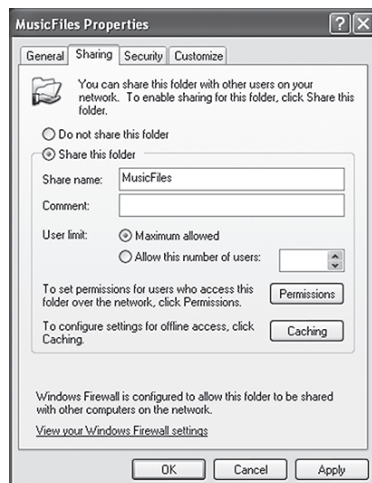 MusicFiles Properties
General Sharing Security Customize
You can share this folder with other users on your
network. To enable sharing for this folder, click Share this
folder.
Do not share this folder
Share this folder
Share name: MusicFiles
Comment:
User limit: Maximum allowed
Allow this number of users:
To set permissions for users who access this
folder over the network, click Permissions.
Permissions
To configure settings for offline access, click
Caching.
Caching
Windows Firewall is configured to allow this folder to be shared
with other computers on the network.
View your Windows Firewall settings
OK Cancel Apply